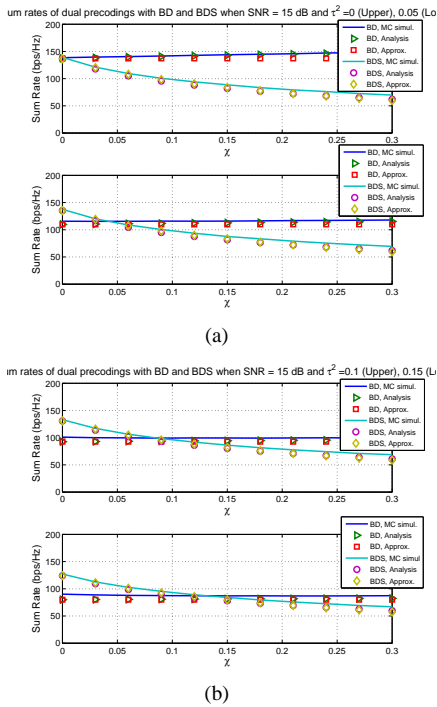 um rates of dual precodings with BD and BDS when SNR = 15 dB and τ² =0 (Upper), 0.05 (Lo
200
150
100
50
0
Sum Rate (bps/Hz)
0 0.05 0.1 0.15 0.2 0.25 0.3
χ
BD, MC simul.
BD, Analysis
BD, Approx.
BDS, MC simul.
BDS, Analysis
BDS, Approx.
200
150
100
50
0
Sum Rate (bps/Hz)
0 0.05 0.1 0.15 0.2 0.25 0.3
χ
BD, MC simul.
BD, Analysis
BD, Approx.
BDS, MC simul.
BDS, Analysis
BDS, Approx.
(a)
um rates of dual precodings with BD and BDS when SNR = 15 dB and τ² =0.1 (Upper), 0.15 (Lo
200
150
100
50
0
Sum Rate (bps/Hz)
0 0.05 0.1 0.15 0.2 0.25 0.3
χ
BD, MC simul.
BD, Analysis
BD, Approx.
BDS, MC simul.
BDS, Analysis
BDS, Approx.
200
150
100
50
0
Sum Rate (bps/Hz)
0 0.05 0.1 0.15 0.2 0.25 0.3
χ
BD, MC simul.
BD, Analysis
BD, Approx.
BDS, MC simul
BDS, Analysis
BDS, Approx.
(b)